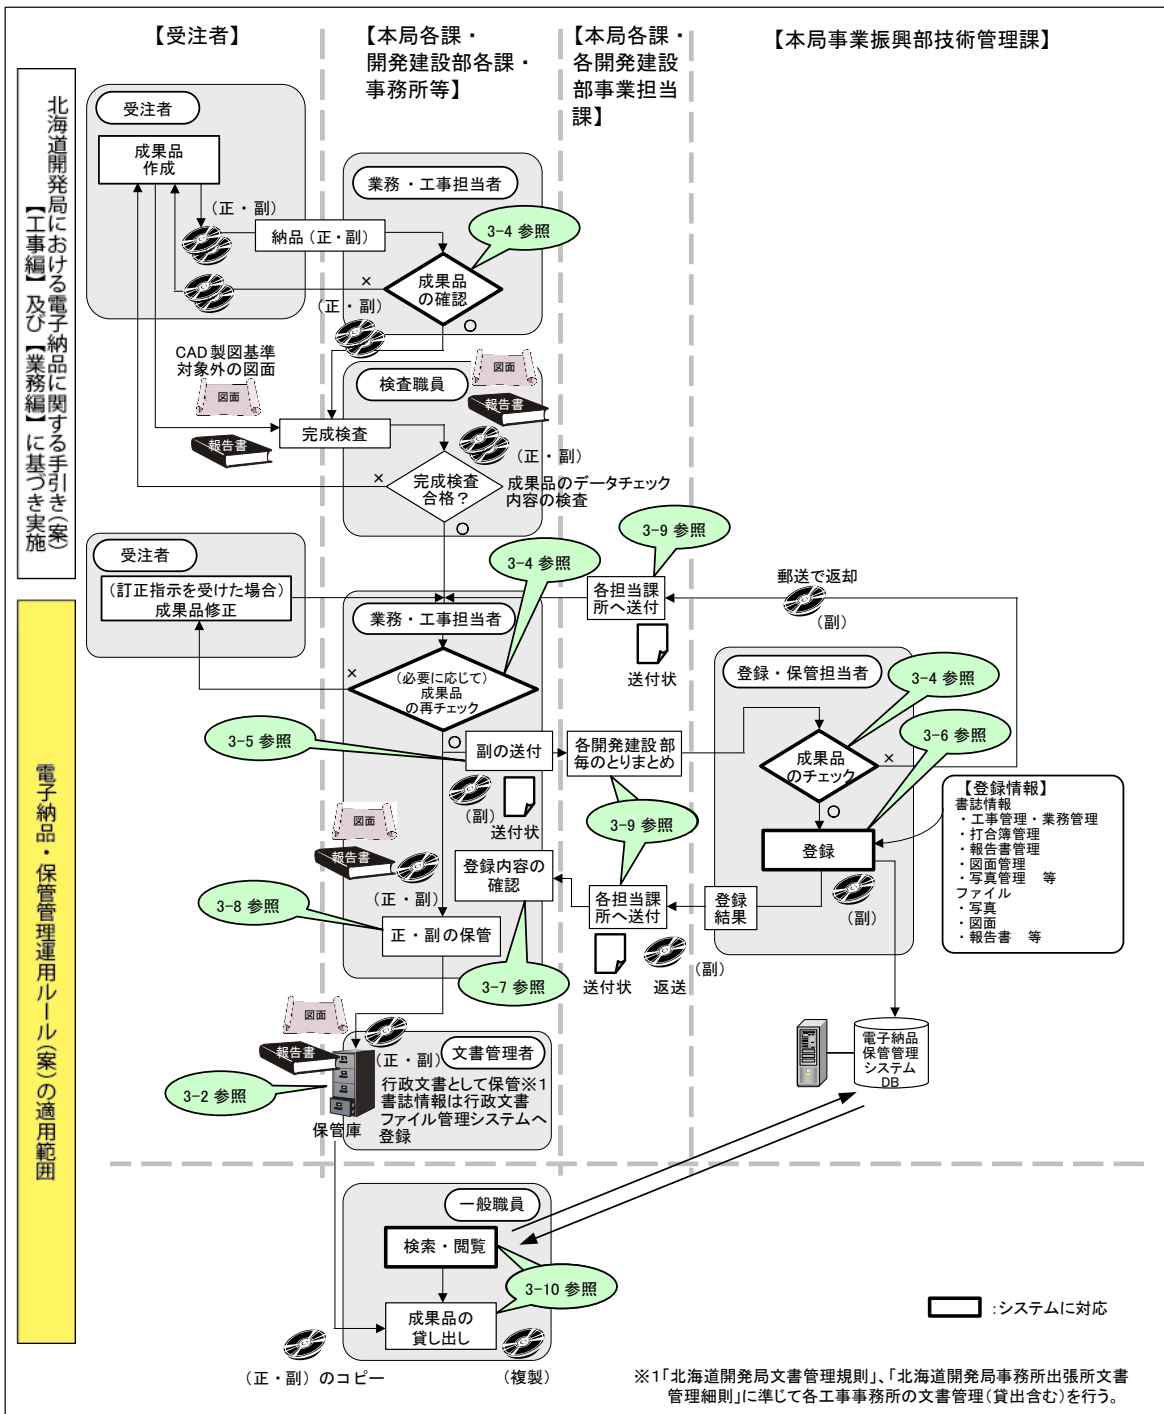 【受注者】
【本局各課・
開発建設部各課・
事務所等】
【本局各課・
各開発建設
部事業担当
課】
【本局事業振興部技術管理課】
北海道開発局における電子納品に関する手引き(案)
【工事編】及び【業務編】に基づき実施
受注者
成果品
作成
(正・副)
納品(正・副)
業務・工事担当者
3-4 参照
成果品
の確認
×
(正・副)
○
CAD製図基準
対象外の図面
図面
報告書
検査職員
図面
報告書
完成検査
(正・副)
×
完成検査
合格?
成果品のデータチェック
内容の検査
○
電子納品・保管管理運用ルール(案)の適用範囲
受注者
(訂正指示を受けた場合)
成果品修正
3-4 参照
3-9 参照
各担当課
所へ送付
送付状
郵送で返却
(副)
業務・工事担当者
×
(必要に応じて)
成果品
の再チェック
○
3-5 参照
副の送付
(副)
送付状
各開発建設部
毎のとりまとめ
3-9 参照
登録・保管担当者
3-4 参照
3-6 参照
成果品
のチェック
×
○
登録
(副)
【登録情報】
書誌情報
・工事管理・業務管理
・打合簿管理
・報告書管理
・図面管理
・写真管理 等
ファイル
・写真
・図面
・報告書 等
図面
報告書
(正・副)
登録内容の
確認
各担当課
所へ送付
登録
結果
送付状
返送
(副)
3-8 参照
正・副の保管
3-7 参照
図面
報告書
(正・副)
文書管理者
3-2 参照
保管庫
行政文書として保管※1
書誌情報は行政文書
ファイル管理システムへ
登録
電子納品
保管管理
システム
DB
一般職員
検索・閲覧
3-10 参照
成果品の
貸し出し
(正・副)のコピー
(複製)
:システムに対応
※1「北海道開発局文書管理規則」、「北海道開発局事務所出張所文書
管理細則」に準じて各工事事務所の文書管理(貸出含む)を行う。